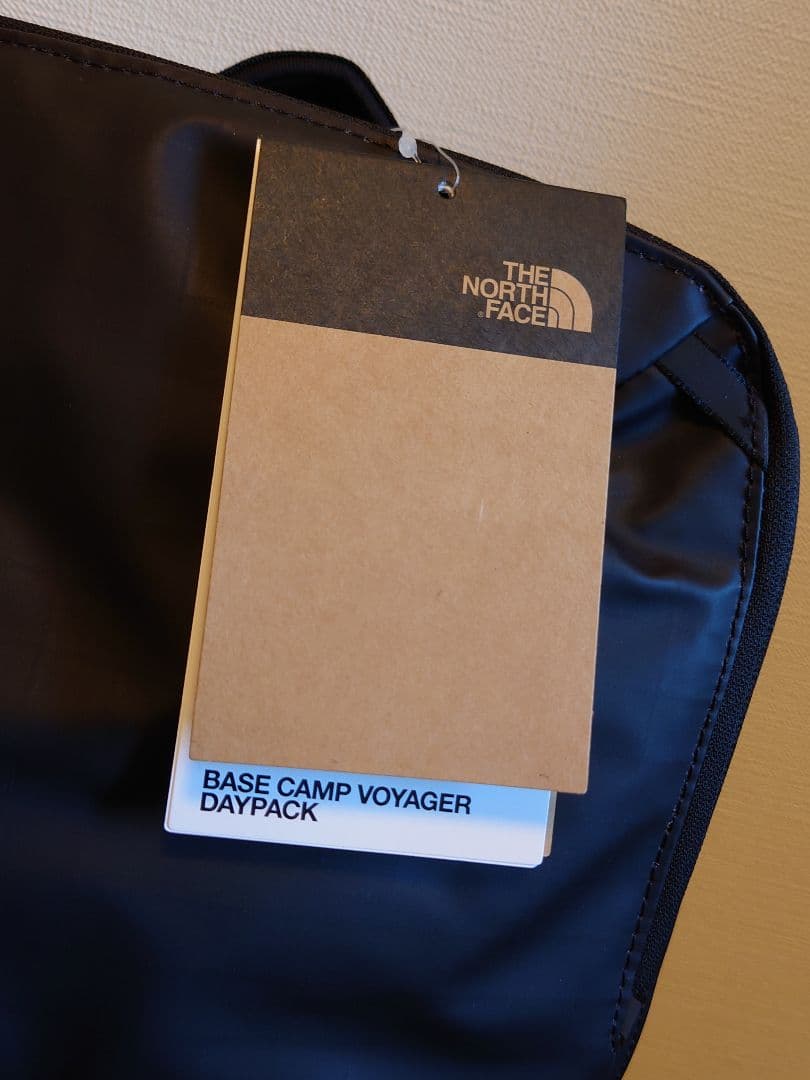 THE
NORTH
FACE®
BASE CAMP VOYAGER
DAYPACK